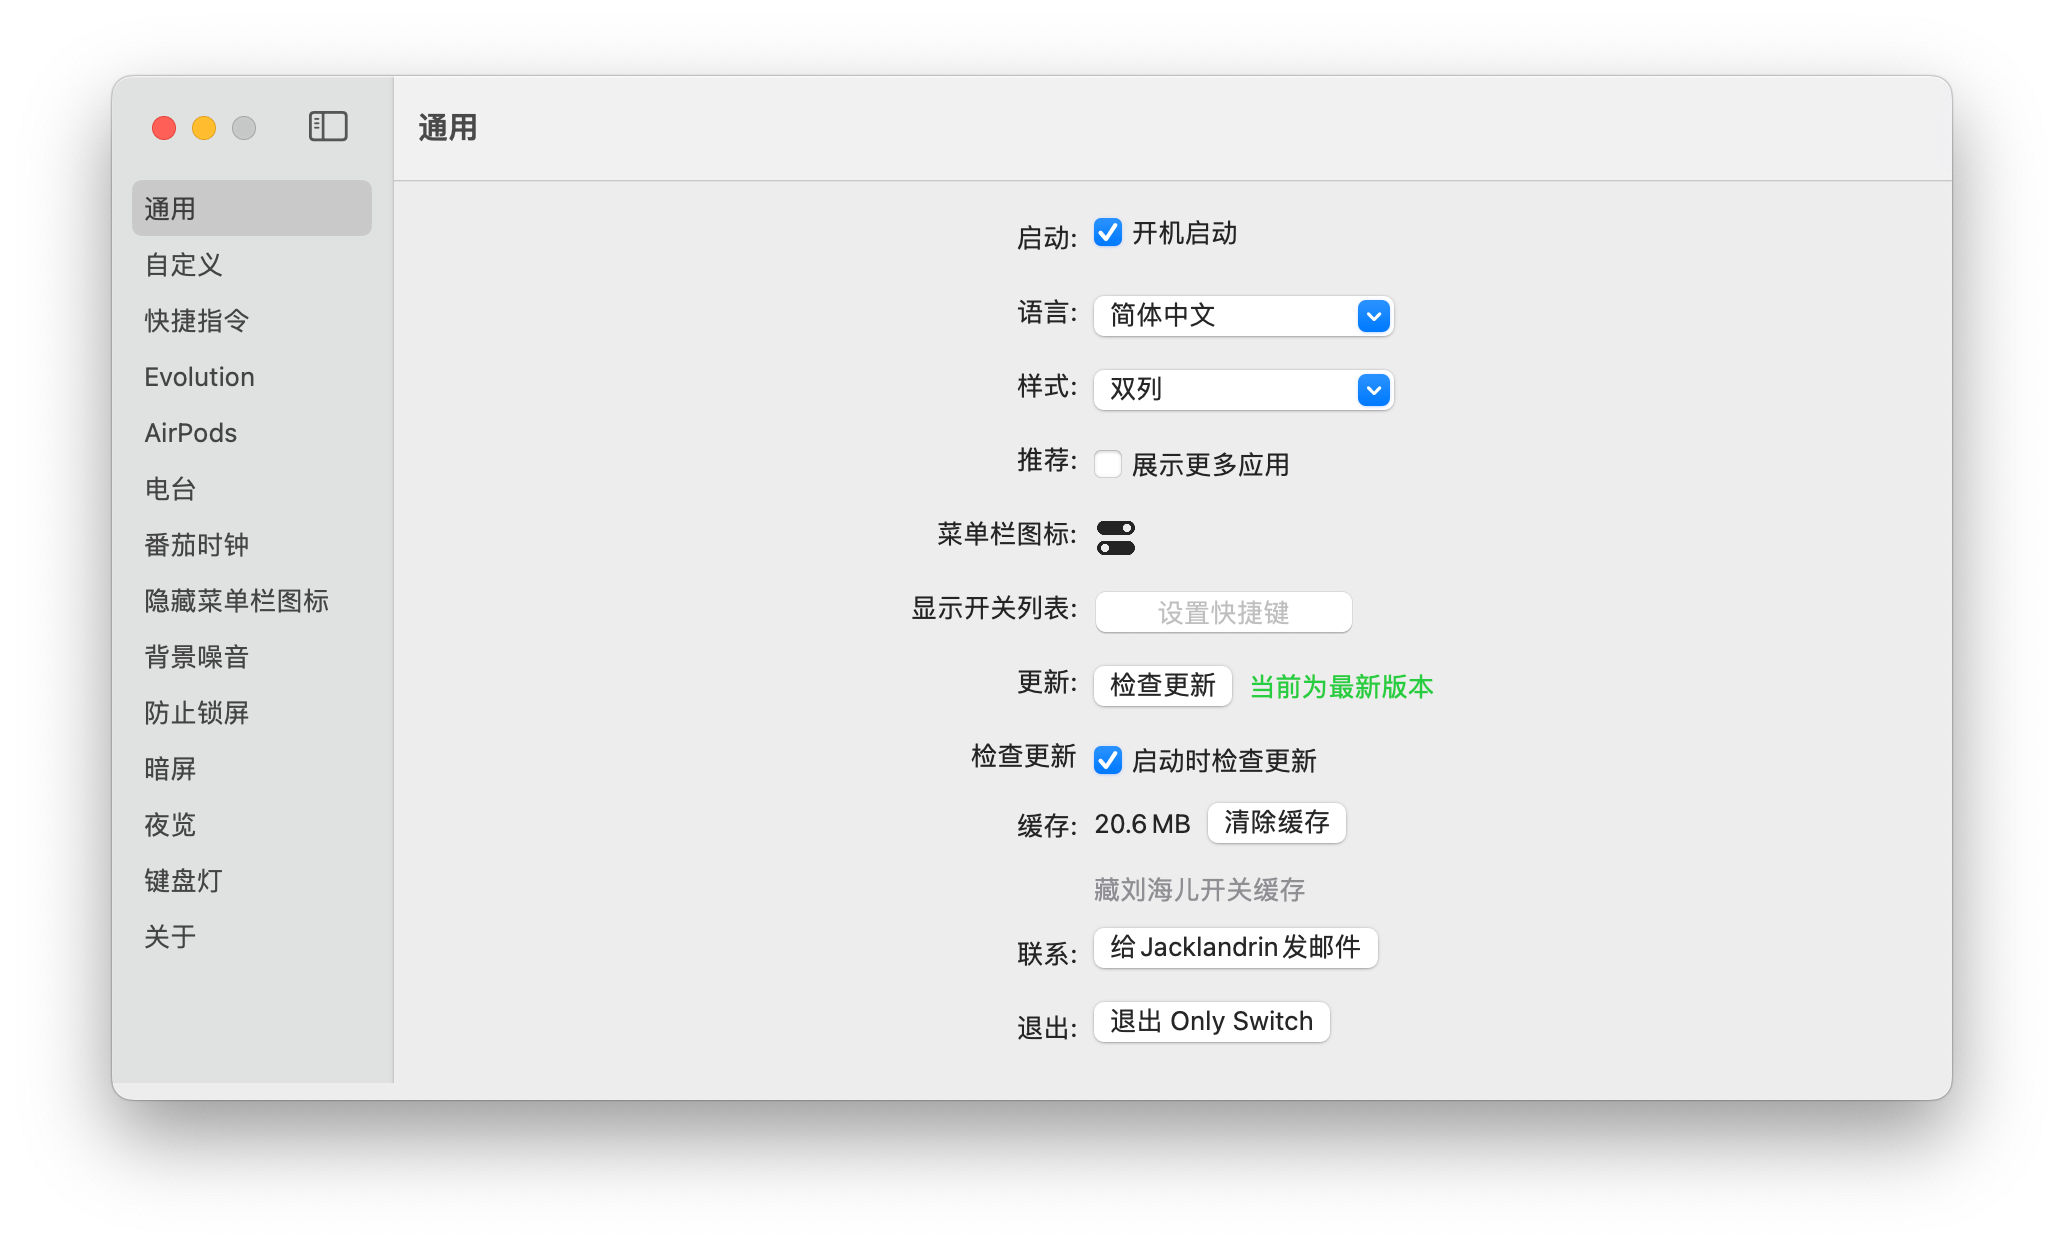 通用
通用
自定义
快捷指令
Evolution
AirPods
电台
番茄时钟
隐藏菜单栏图标
背景噪音
防止锁屏
暗屏
夜览
键盘灯
关于
启动: 开机启动
语言: 简体中文
样式: 双列
推荐: 展示更多应用
菜单栏图标:
显示开关列表: 设置快捷键
更新: 检查更新 当前为最新版本
检查更新 启动时检查更新
缓存: 20.6 MB 清除缓存
藏刘海儿开关缓存
联系: 给 Jacklandrin 发邮件
退出: 退出 Only Switch